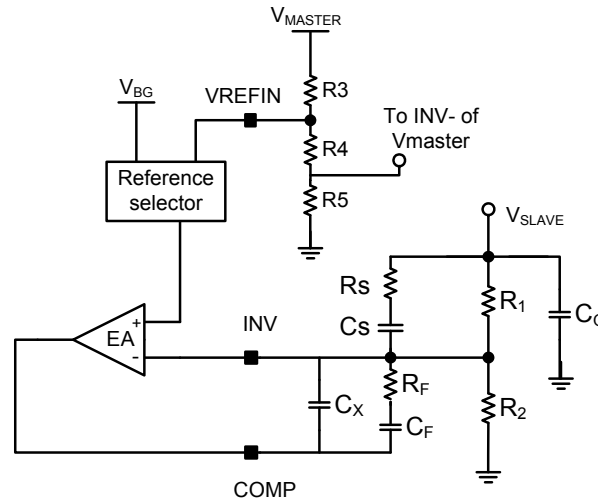 VMASTER
R3
VBG
VREFIN
To INV- of
Vmaster
R4
Reference
selector
R5
VSLAVE
Rs
R1
Cs
CO
+
EA
-
INV
RF
CX
CF
R2
COMP